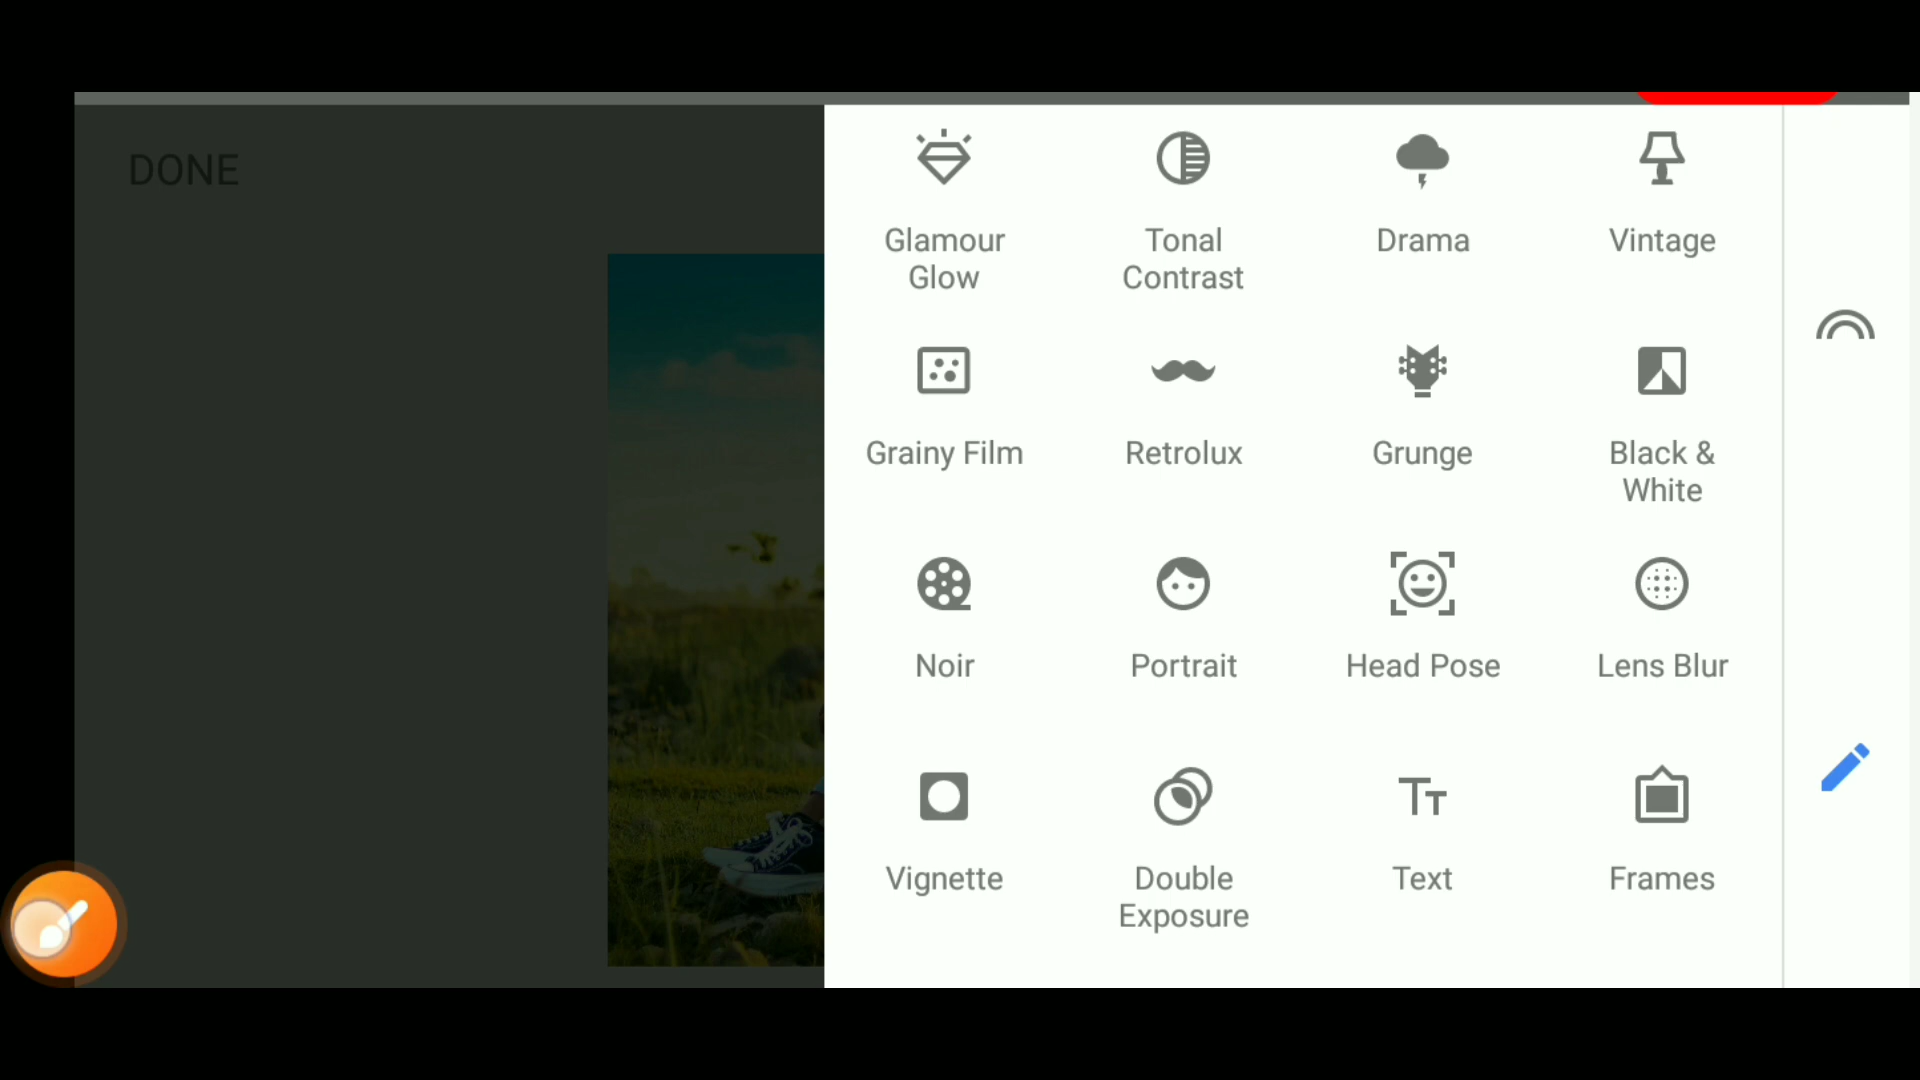 DONE
Glamour
Glow
Tonal
Contrast
Drama
Vintage
Grainy Film
Retrolux
Grunge
Black &
White
Noir
Portrait
Head Pose
Lens Blur
Vignette
Double
Exposure
Text
Frames